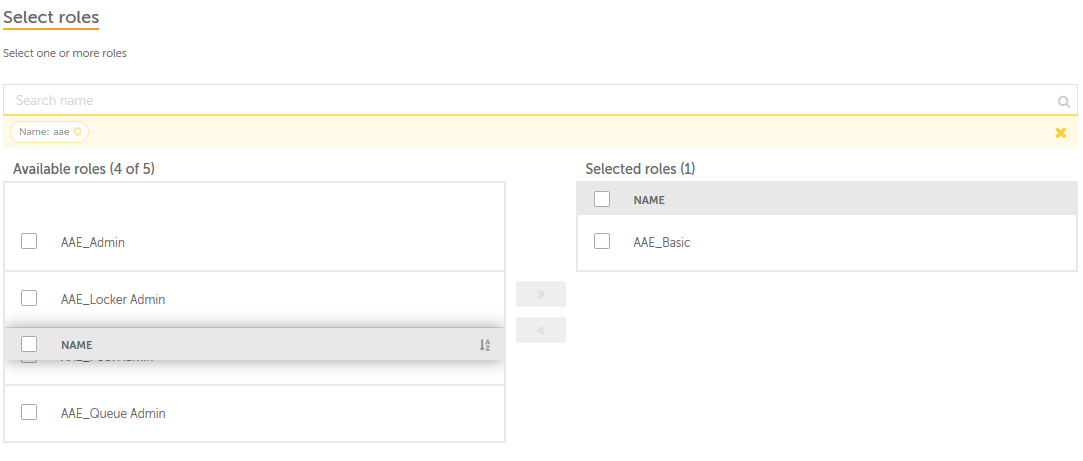 Select roles
Select one or more roles
Search name
Name: aae
Available roles (4 of 5)
Selected roles (1)
NAME
AAE_Admin
AAE_Basic
AAE_Locker Admin
NAME
AAE_Queue Admin